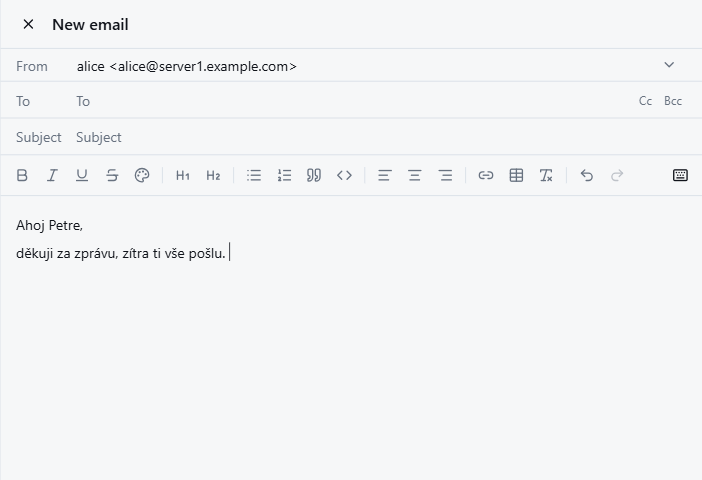 New email
From alice <alice@server1.example.com>
To To Cc Bcc
Subject Subject
B I U S H1 H2
Ahoj Petre,
děkuji za zprávu, zítra ti vše pošlu.